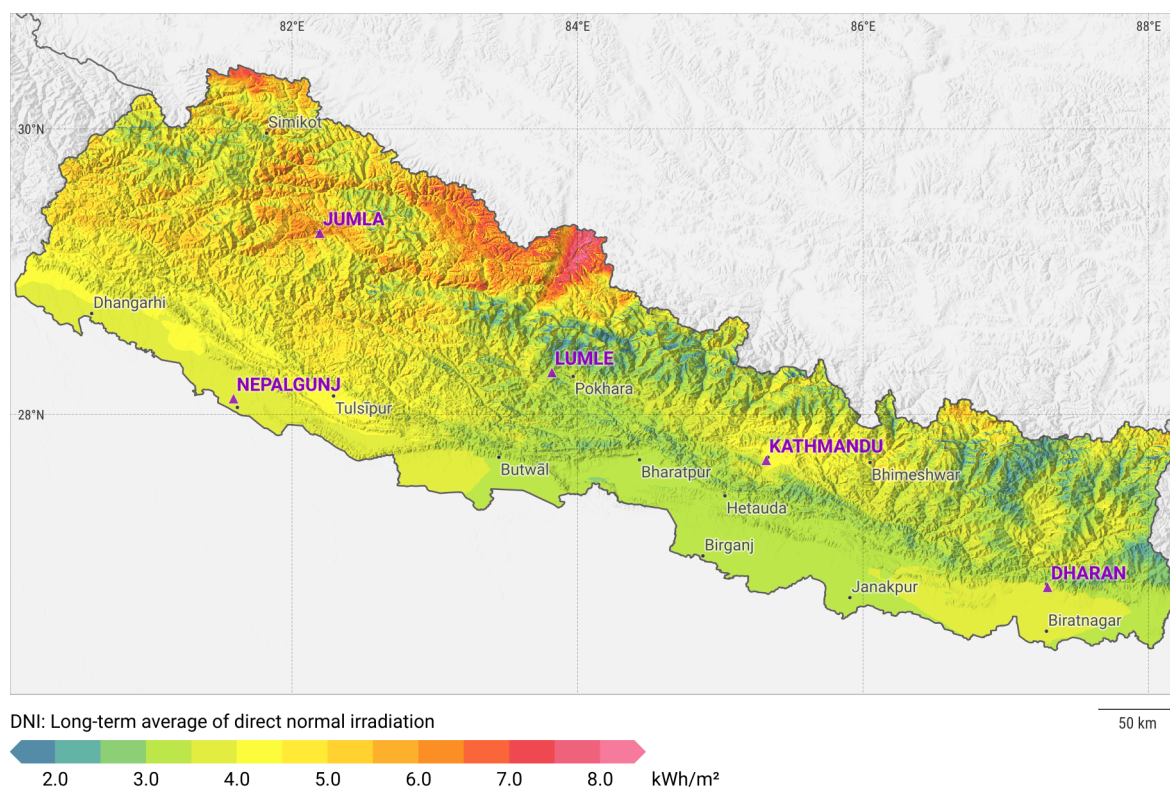 82°E
84°E
86°E
88°E
Simikot
30°N
JUMLA
Dhangarhi
LUMLE
NEPALGUNJ
Pokhara
Tulsīpur
28°N
KATHMANDU
Butwāl
Bharatpur
Bhimeshwar
Hetauda
Birganj
DHARAN
Janakpur
Biratnagar
DNI: Long-term average of direct normal irradiation
50 km
2.0 3.0 4.0 5.0 6.0 7.0 8.0 kWh/m²